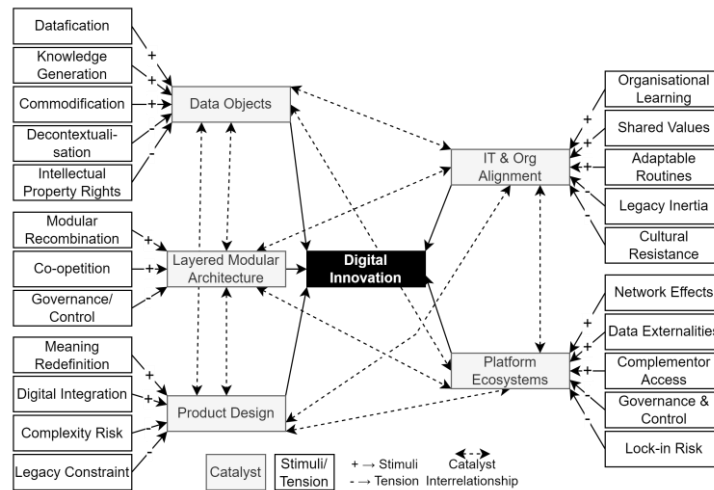 Datafication
Knowledge
Generation
Commodification
Decontextuali-
sation
Intellectual
Property Rights
Modular
Recombination
Co-opetition
Governance/
Control
Meaning
Redefinition
Digital Integration
Complexity Risk
Legacy Constraint
+
+
+
-
-
+
+
-
+
+
-
-
Data Objects
Layered Modular
Architecture
Product Design
Digital
Innovation
IT & Org
Alignment
Platform
Ecosystems
+
+
+
-
-
+
+
+
-
-
Organisational
Learning
Shared Values
Adaptable
Routines
Legacy Inertia
Cultural
Resistance
Network Effects
Data Externalities
Complementor
Access
Governance &
Control
Lock-in Risk
Catalyst
Stimuli/
Tension
+ → Stimuli
- → Tension
Catalyst
Interrelationship